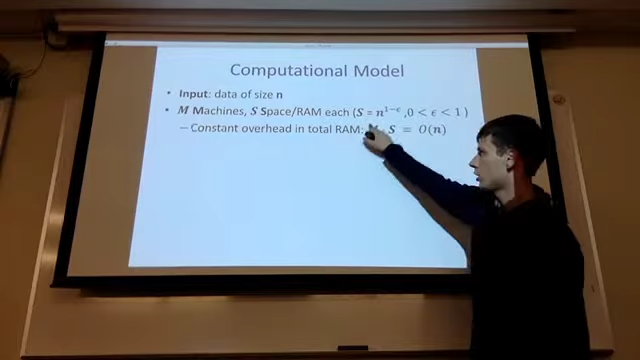 Computational Model
• Input: data of size n
• M Machines, S Space/RAM each (S = n^{1−ϵ}, 0 < ϵ < 1)
– Constant overhead in total RAM: · S = O(n)